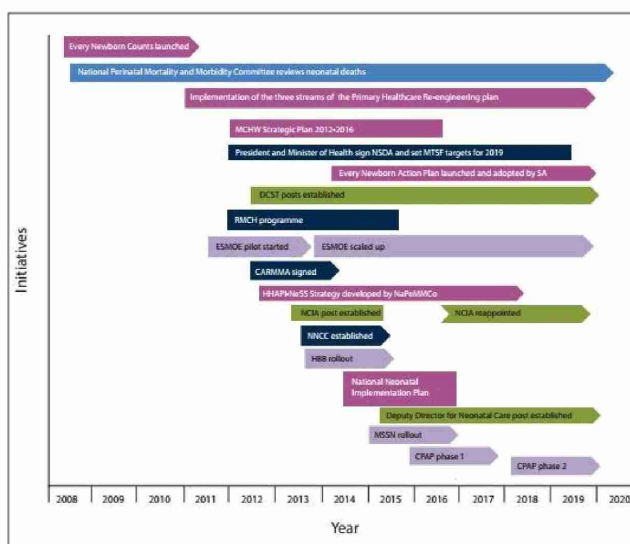 Every Newborn Counts launched
National Perinatal Mortality and Morbidity Committee reviews neonatal deaths
Implementation of the three streams of the Primary Healthcare Re-engineering plan
MCHW Strategic Plan 2012-2016
President and Minister of Health sign NSDA and set MTSF targets for 2019
Every Newborn Action Plan launched and adopted by SA
DCST posts established
RMCH programme
ESMOE pilot started
ESMOE scaled up
CARMMA signed
HHAPI-NeSS Strategy developed by NaPeMMCo
NCIA post established
NCIA reappointed
NNCC established
HBB rollout
National Neonatal
Implementation Plan
Deputy Director for Neonatal Care post established
MSSN rollout
CPAP phase 1
CPAP phase 2
Initiatives
2008 2009 2010 2011 2012 2013 2014 2015 2016 2017 2018 2019 2020
Year